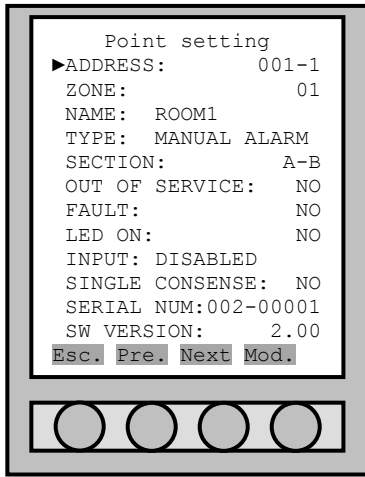 Point setting
►ADDRESS: 001-1
ZONE: 01
NAME: ROOM1
TYPE: MANUAL ALARM
SECTION: A-B
OUT OF SERVICE: NO
FAULT: NO
LED ON: NO
INPUT: DISABLED
SINGLE CONSENSE: NO
SERIAL NUM:002-00001
SW VERSION: 2.00
Esc. Pre. Next Mod.